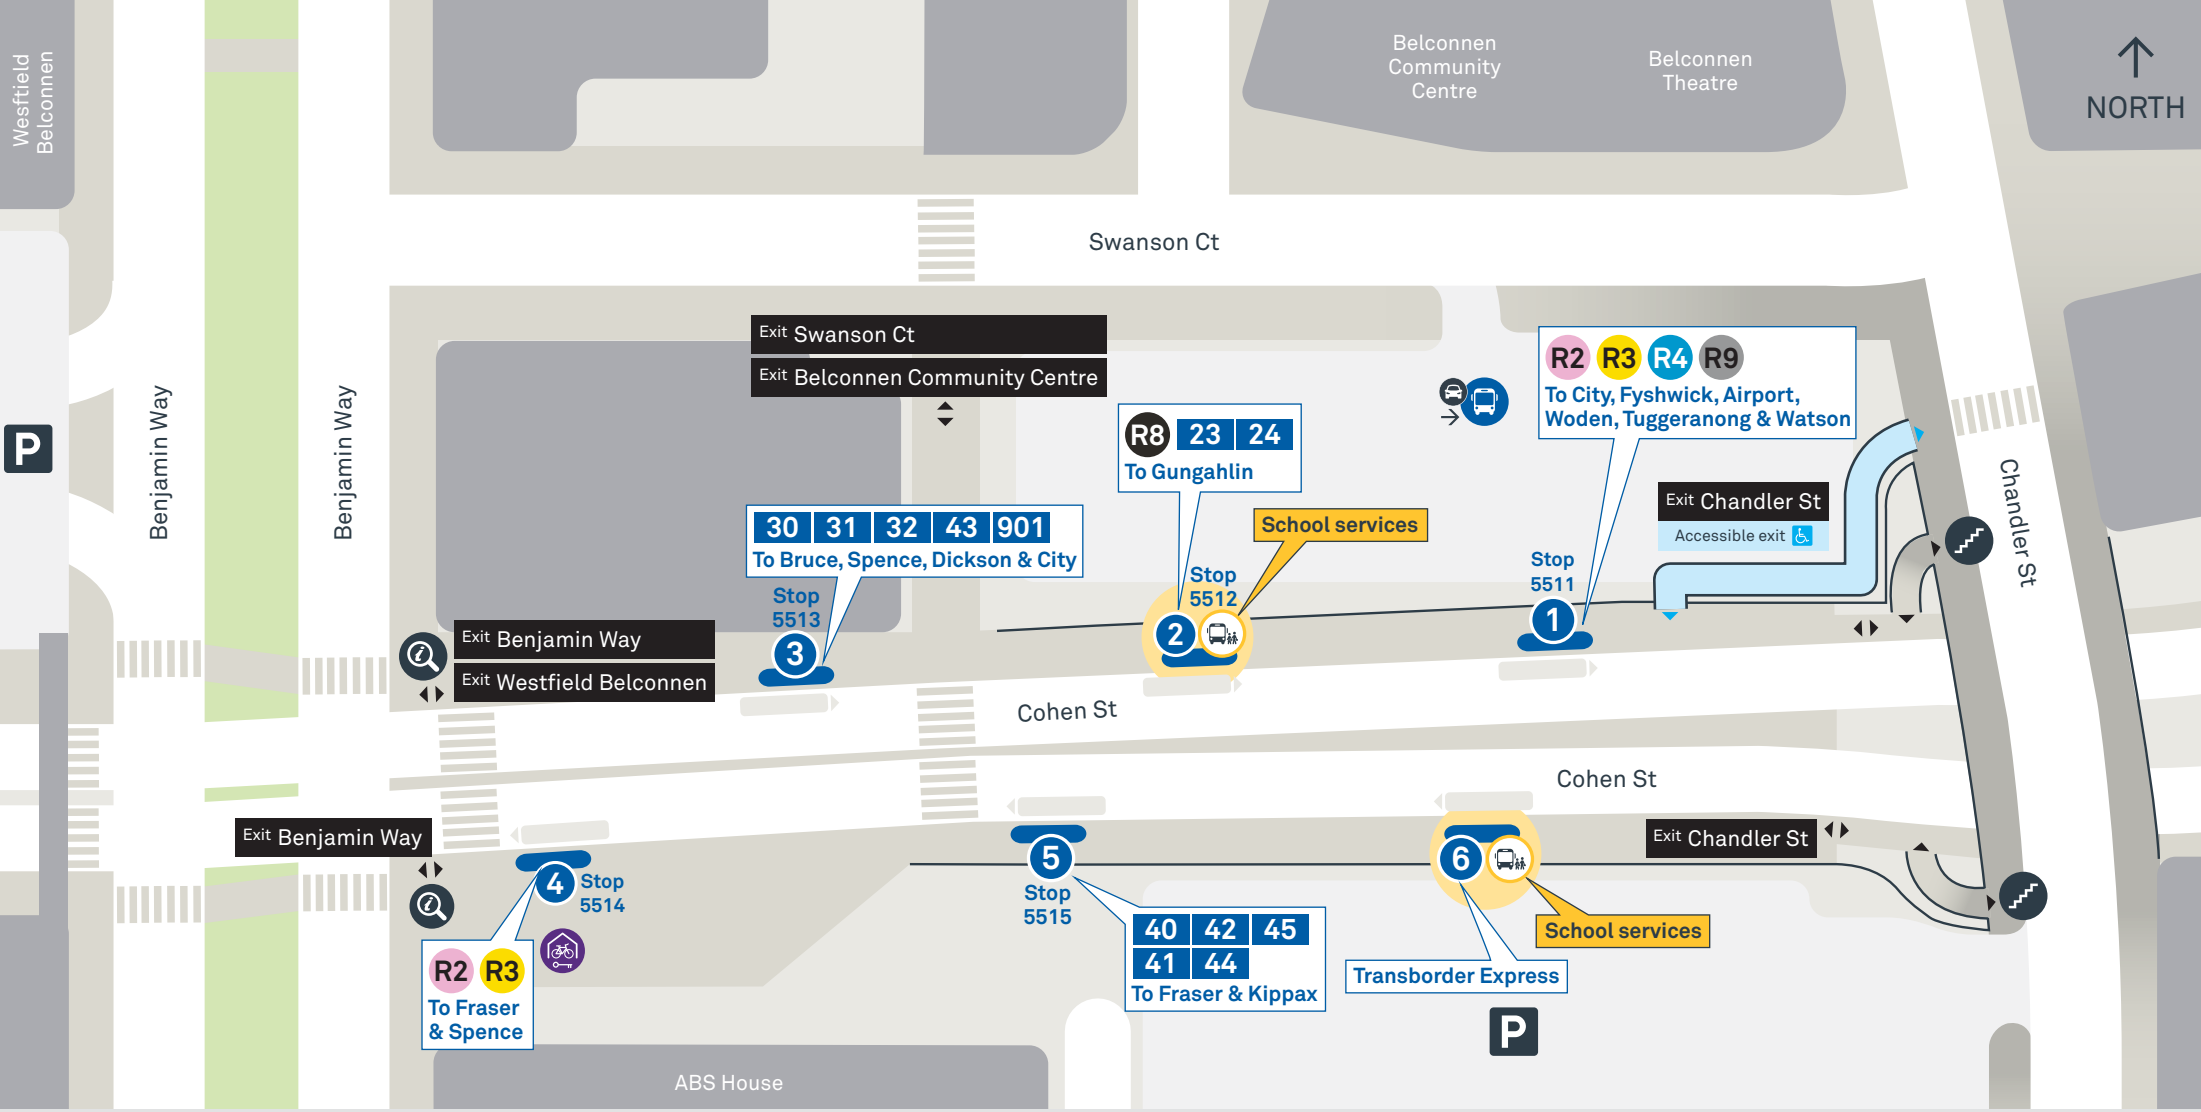 Wesftield
Belconnen
Belconnen
Community
Centre
Belconnen
Theatre
NORTH
Swanson Ct
Exit Swanson Ct
Exit Belconnen Community Centre
R2 R3 R4 R9
To City, Fyshwick, Airport,
Woden, Tuggeranong & Watson
R8 23 24
To Gungahlin
P
Benjamin Way
Benjamin Way
Chandler St
Exit Chandler St
Accessible exit
School services
30 31 32 43 901
To Bruce, Spence, Dickson & City
Stop
5513
3
Stop
5512
2
Stop
5511
1
Exit Benjamin Way
Exit Westfield Belconnen
Cohen St
Cohen St
Exit Benjamin Way
Exit Chandler St
4
Stop
5514
5
Stop
5515
6
R2 R3
To Fraser
& Spence
40 42 45
41 44
To Fraser & Kippax
School services
Transborder Express
P
ABS House